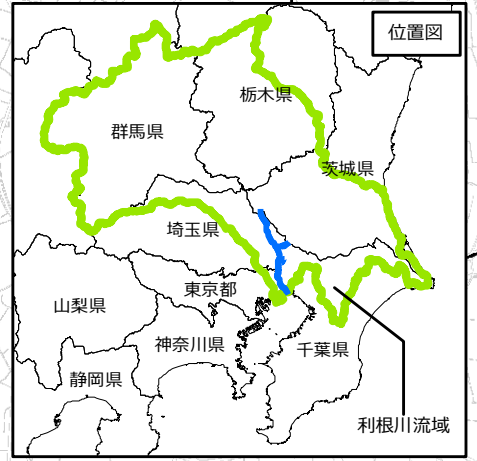 位置図
栃木県
群馬県
茨城県
埼玉県
東京都
山梨県
神奈川県
千葉県
静岡県
利根川流域